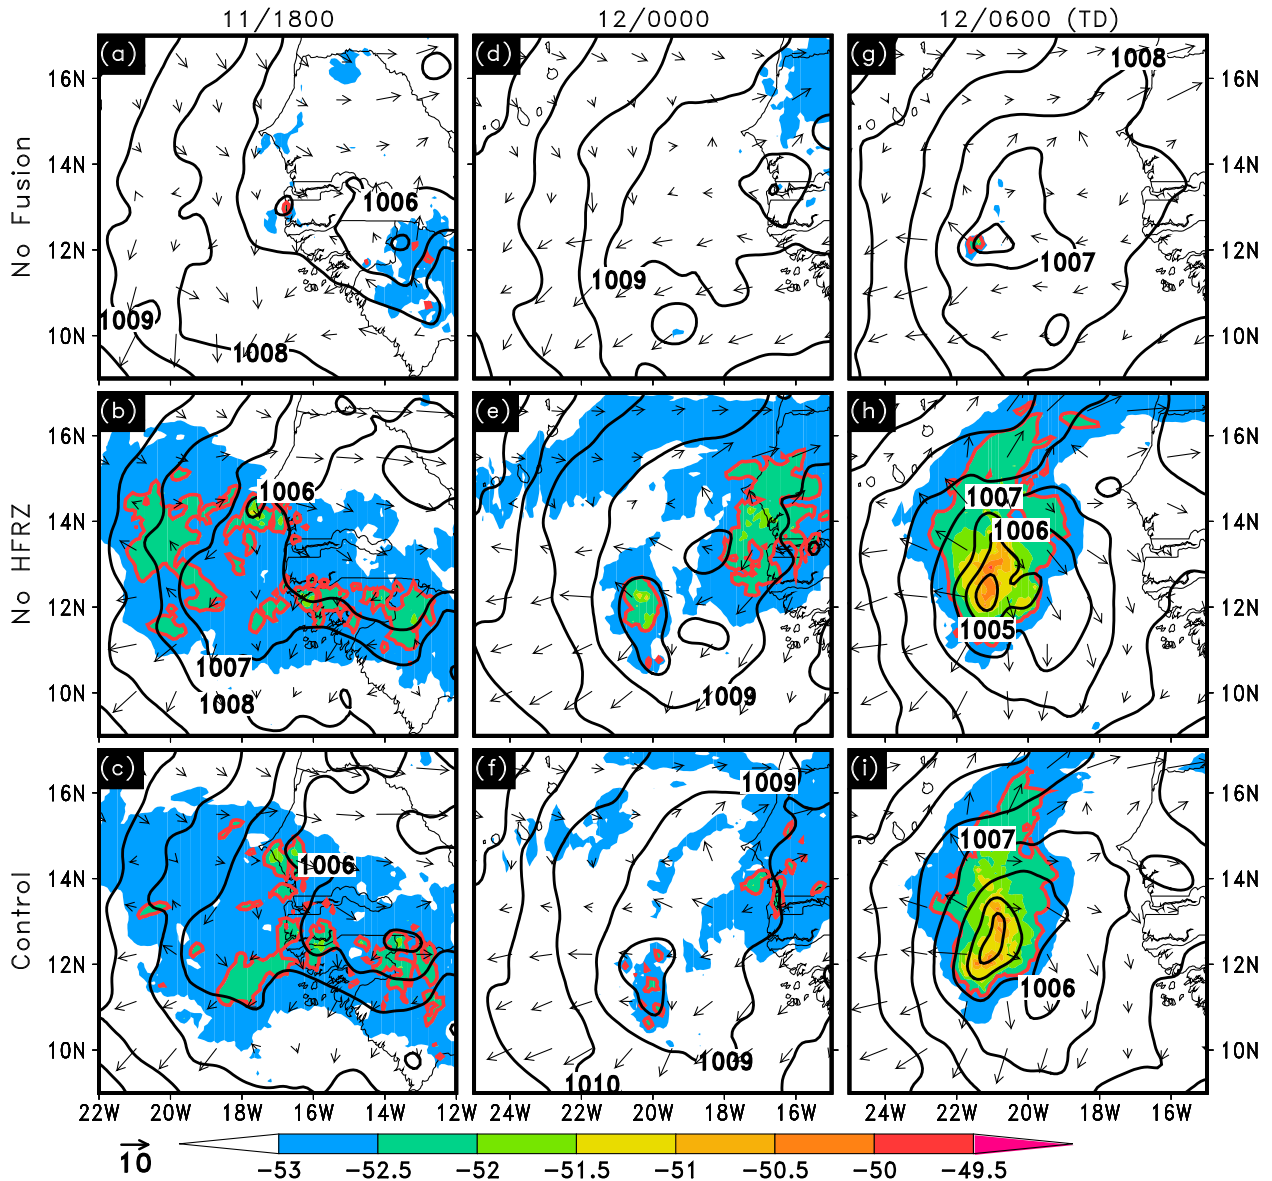 11/1800 12/0000 12/0600 (TD)
(a) (d) (g)
1008
16N 16N
14N 14N
1006
12N 12N
1009 1007
1009
10N 10N
1008
No Fusion
(b) (e) (h)
16N 16N
1006 1007
14N 14N
1006
12N 12N
1005
1007
10N 1009 10N
1008
No HFRZ
(c) (f) (i)
16N 1009 16N
1007
1006
14N 14N
12N 12N
1006
10N 1009 10N
1010
Control
22W 20W 18W 16W 14W 12W 24W 22W 20W 18W 16W 24W 22W 20W 18W 16W
10 -53 -52.5 -52 -51.5 -51 -50.5 -50 -49.5